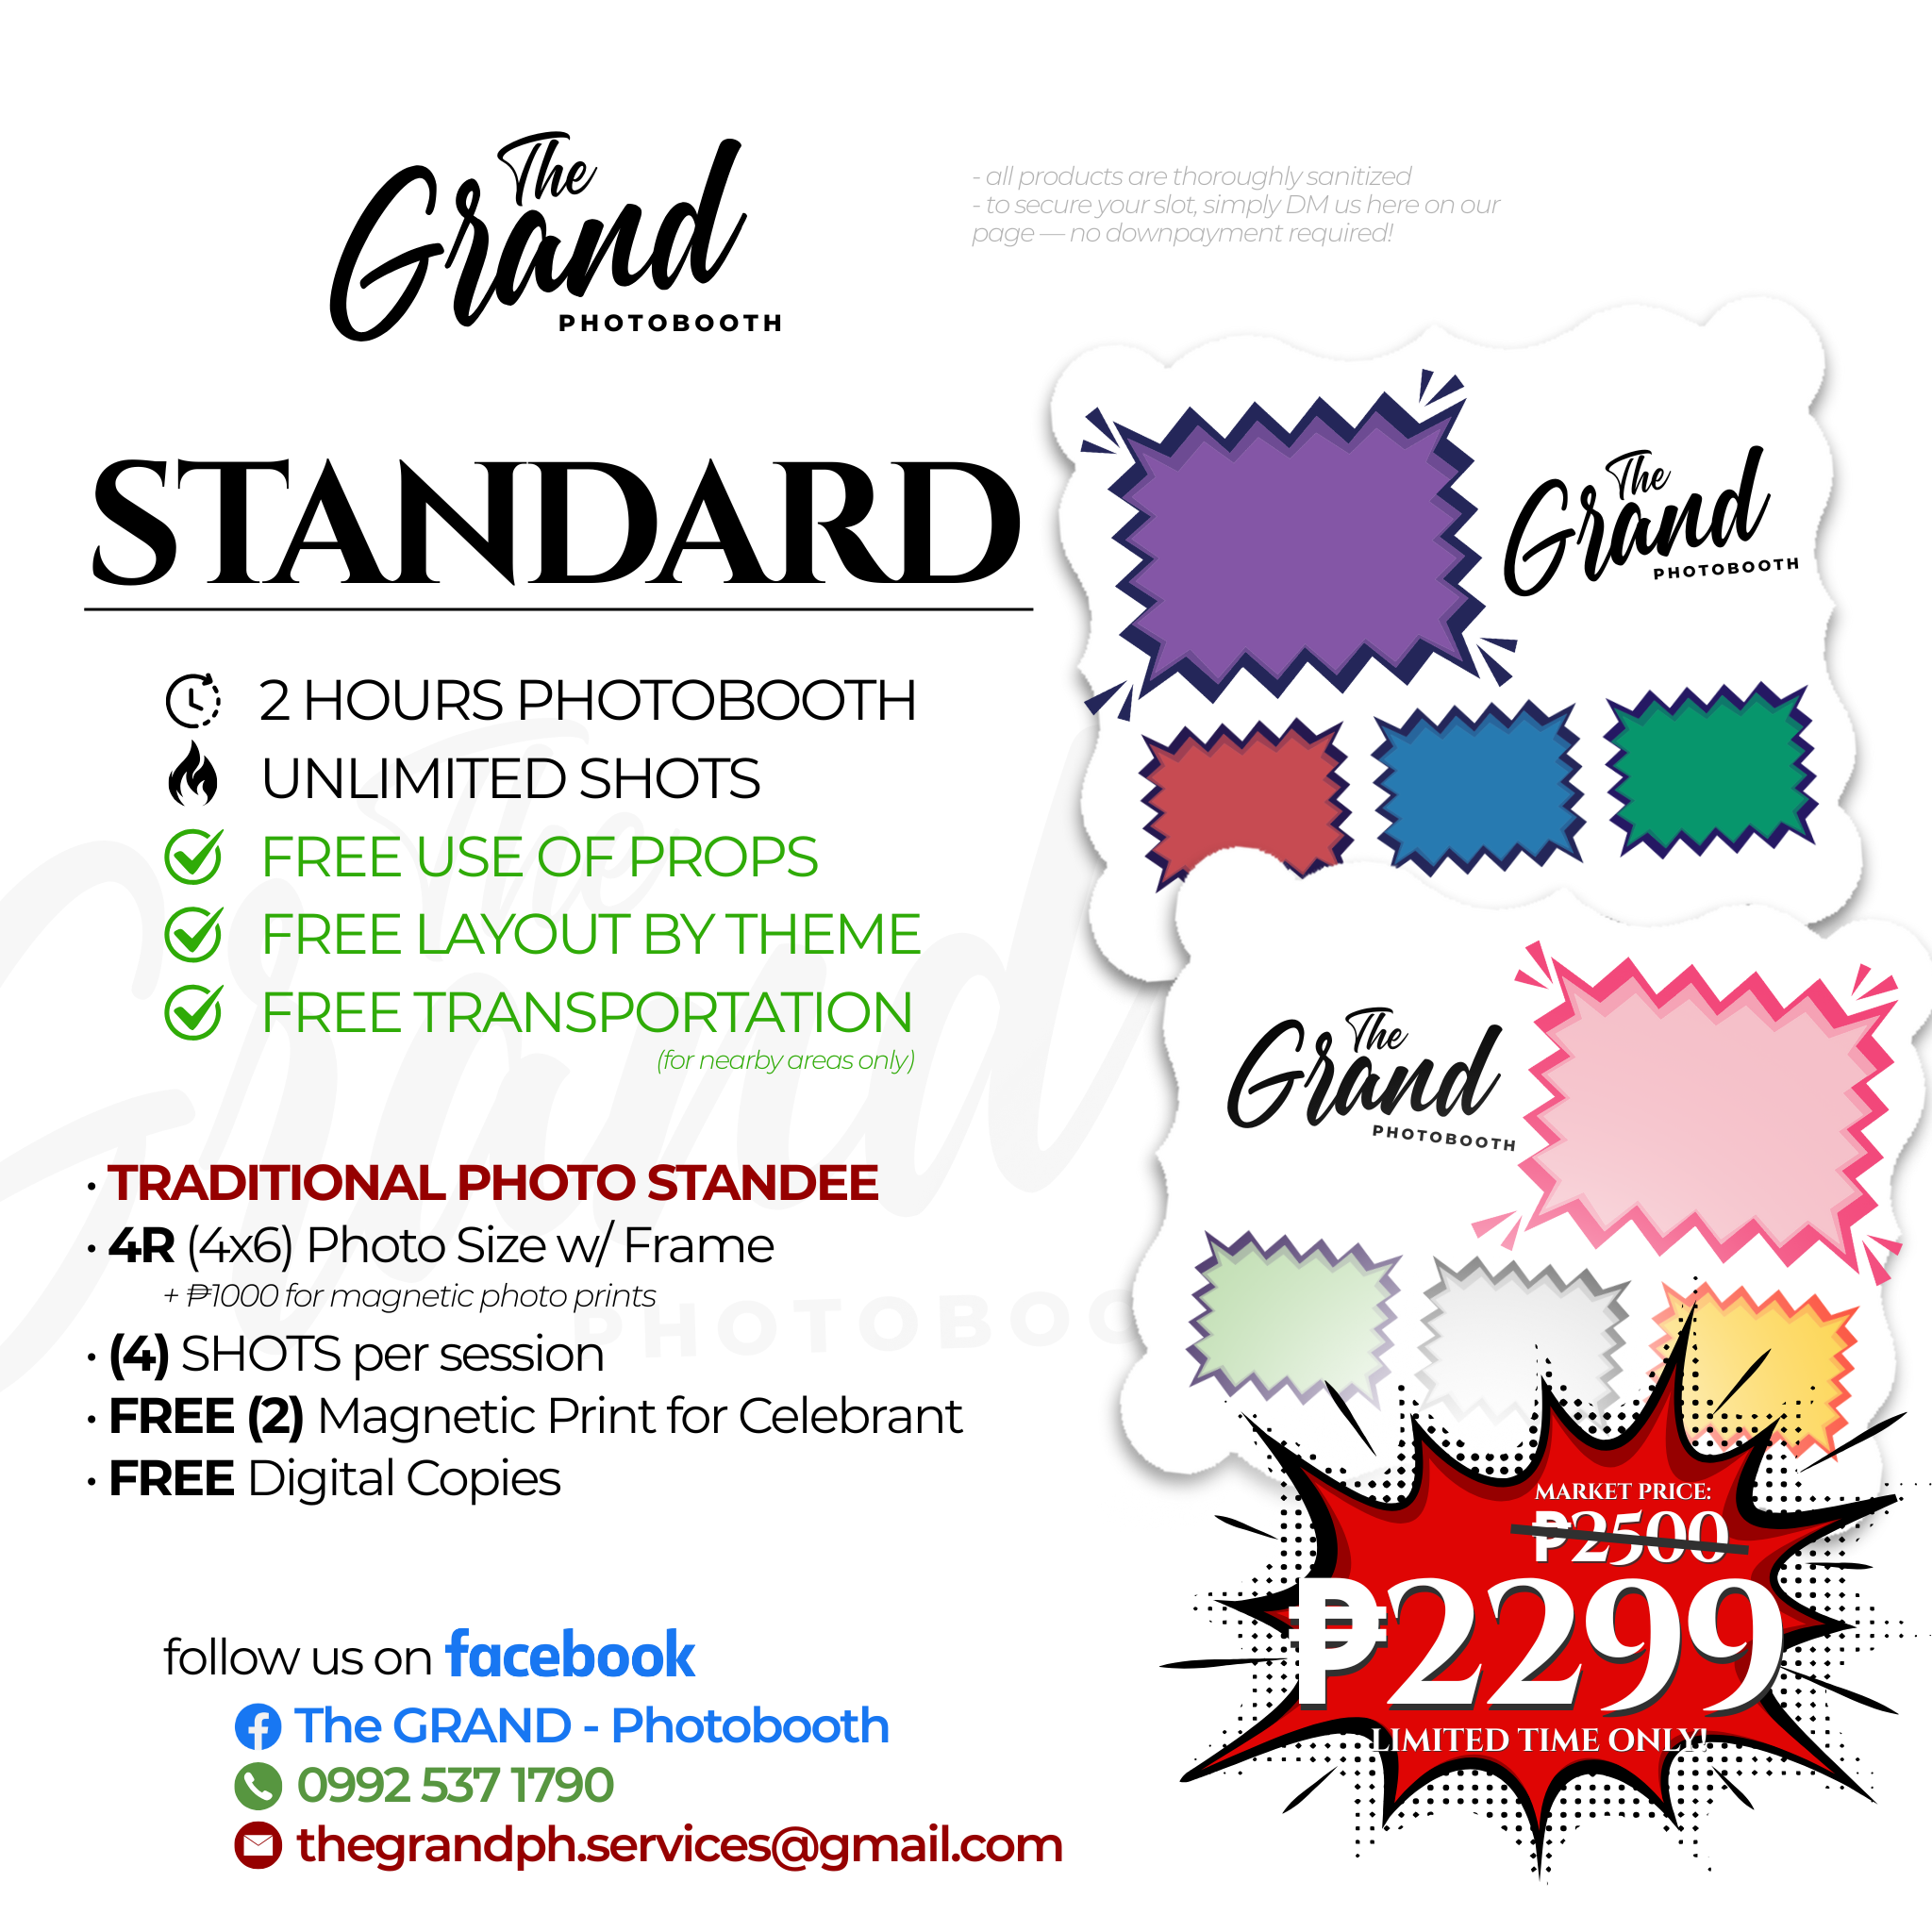 The
Grand
PHOTOBOOTH
- all products are thoroughly sanitized
- to secure your slot, simply DM us here on our
page — no downpayment required!
STANDARD
2 HOURS PHOTOBOOTH
UNLIMITED SHOTS
FREE USE OF PROPS
FREE LAYOUT BY THEME
FREE TRANSPORTATION
(for nearby areas only)
· TRADITIONAL PHOTO STANDEE
· 4R (4x6) Photo Size w/ Frame
+ ₱1000 for magnetic photo prints
· (4) SHOTS per session
· FREE (2) Magnetic Print for Celebrant
· FREE Digital Copies
follow us on facebook
The GRAND - Photobooth
0992 537 1790
thegrandph.services@gmail.com
The
Grand
PHOTOBOOTH
The
Grand
PHOTOBOOTH
MARKET PRICE:
₱2500
₱2299
LIMITED TIME ONLY!
The
Grand
PHOTOBOO